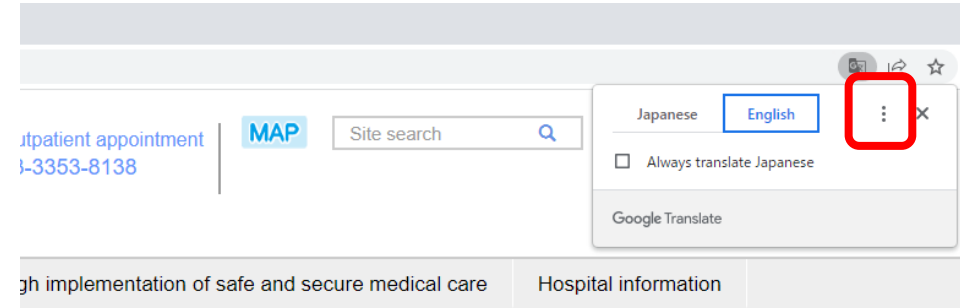 Japanese English
utpatient appointment
MAP
Site search
-3353-8138
Always translate Japanese
Google Translate
gh implementation of safe and secure medical care
Hospital information